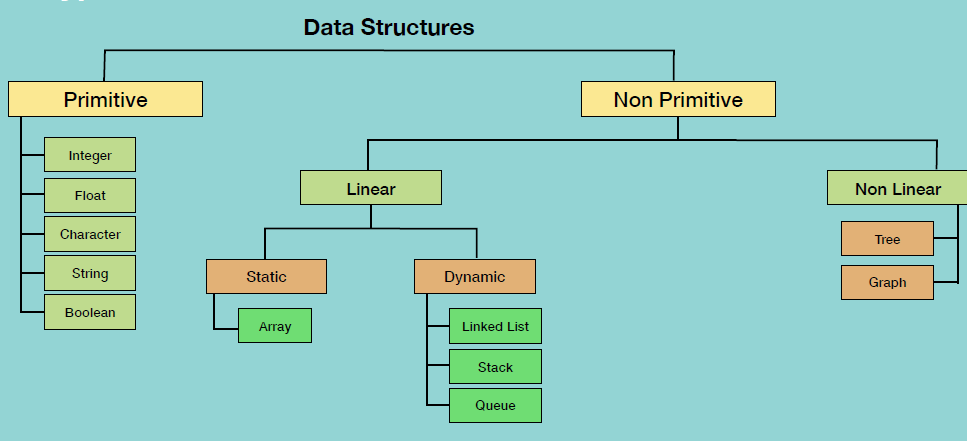 Data Structures
Primitive
Non Primitive
Integer
Float
Character
String
Boolean
Linear
Non Linear
Static
Dynamic
Tree
Graph
Array
Linked List
Stack
Queue